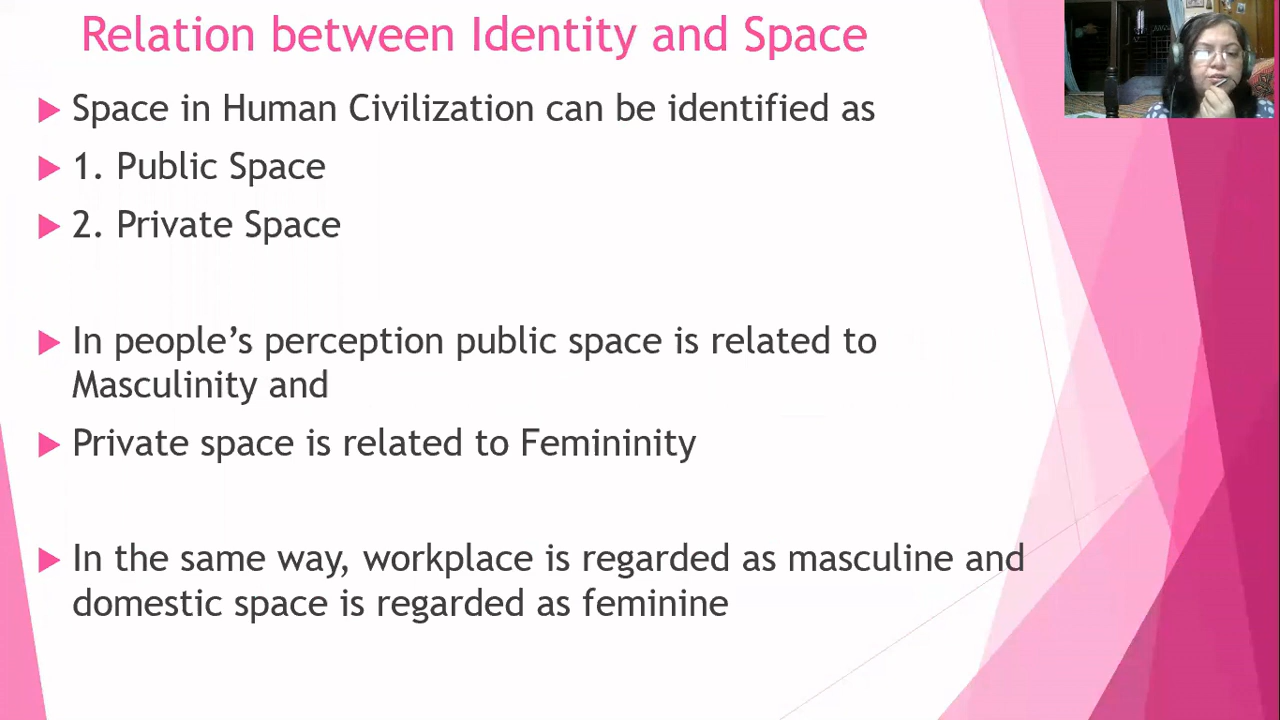 Relation between Identity and Space
Space in Human Civilization can be identified as
1. Public Space
2. Private Space
In people’s perception public space is related to
Masculinity and
Private space is related to Femininity
In the same way, workplace is regarded as masculine and
domestic space is regarded as feminine